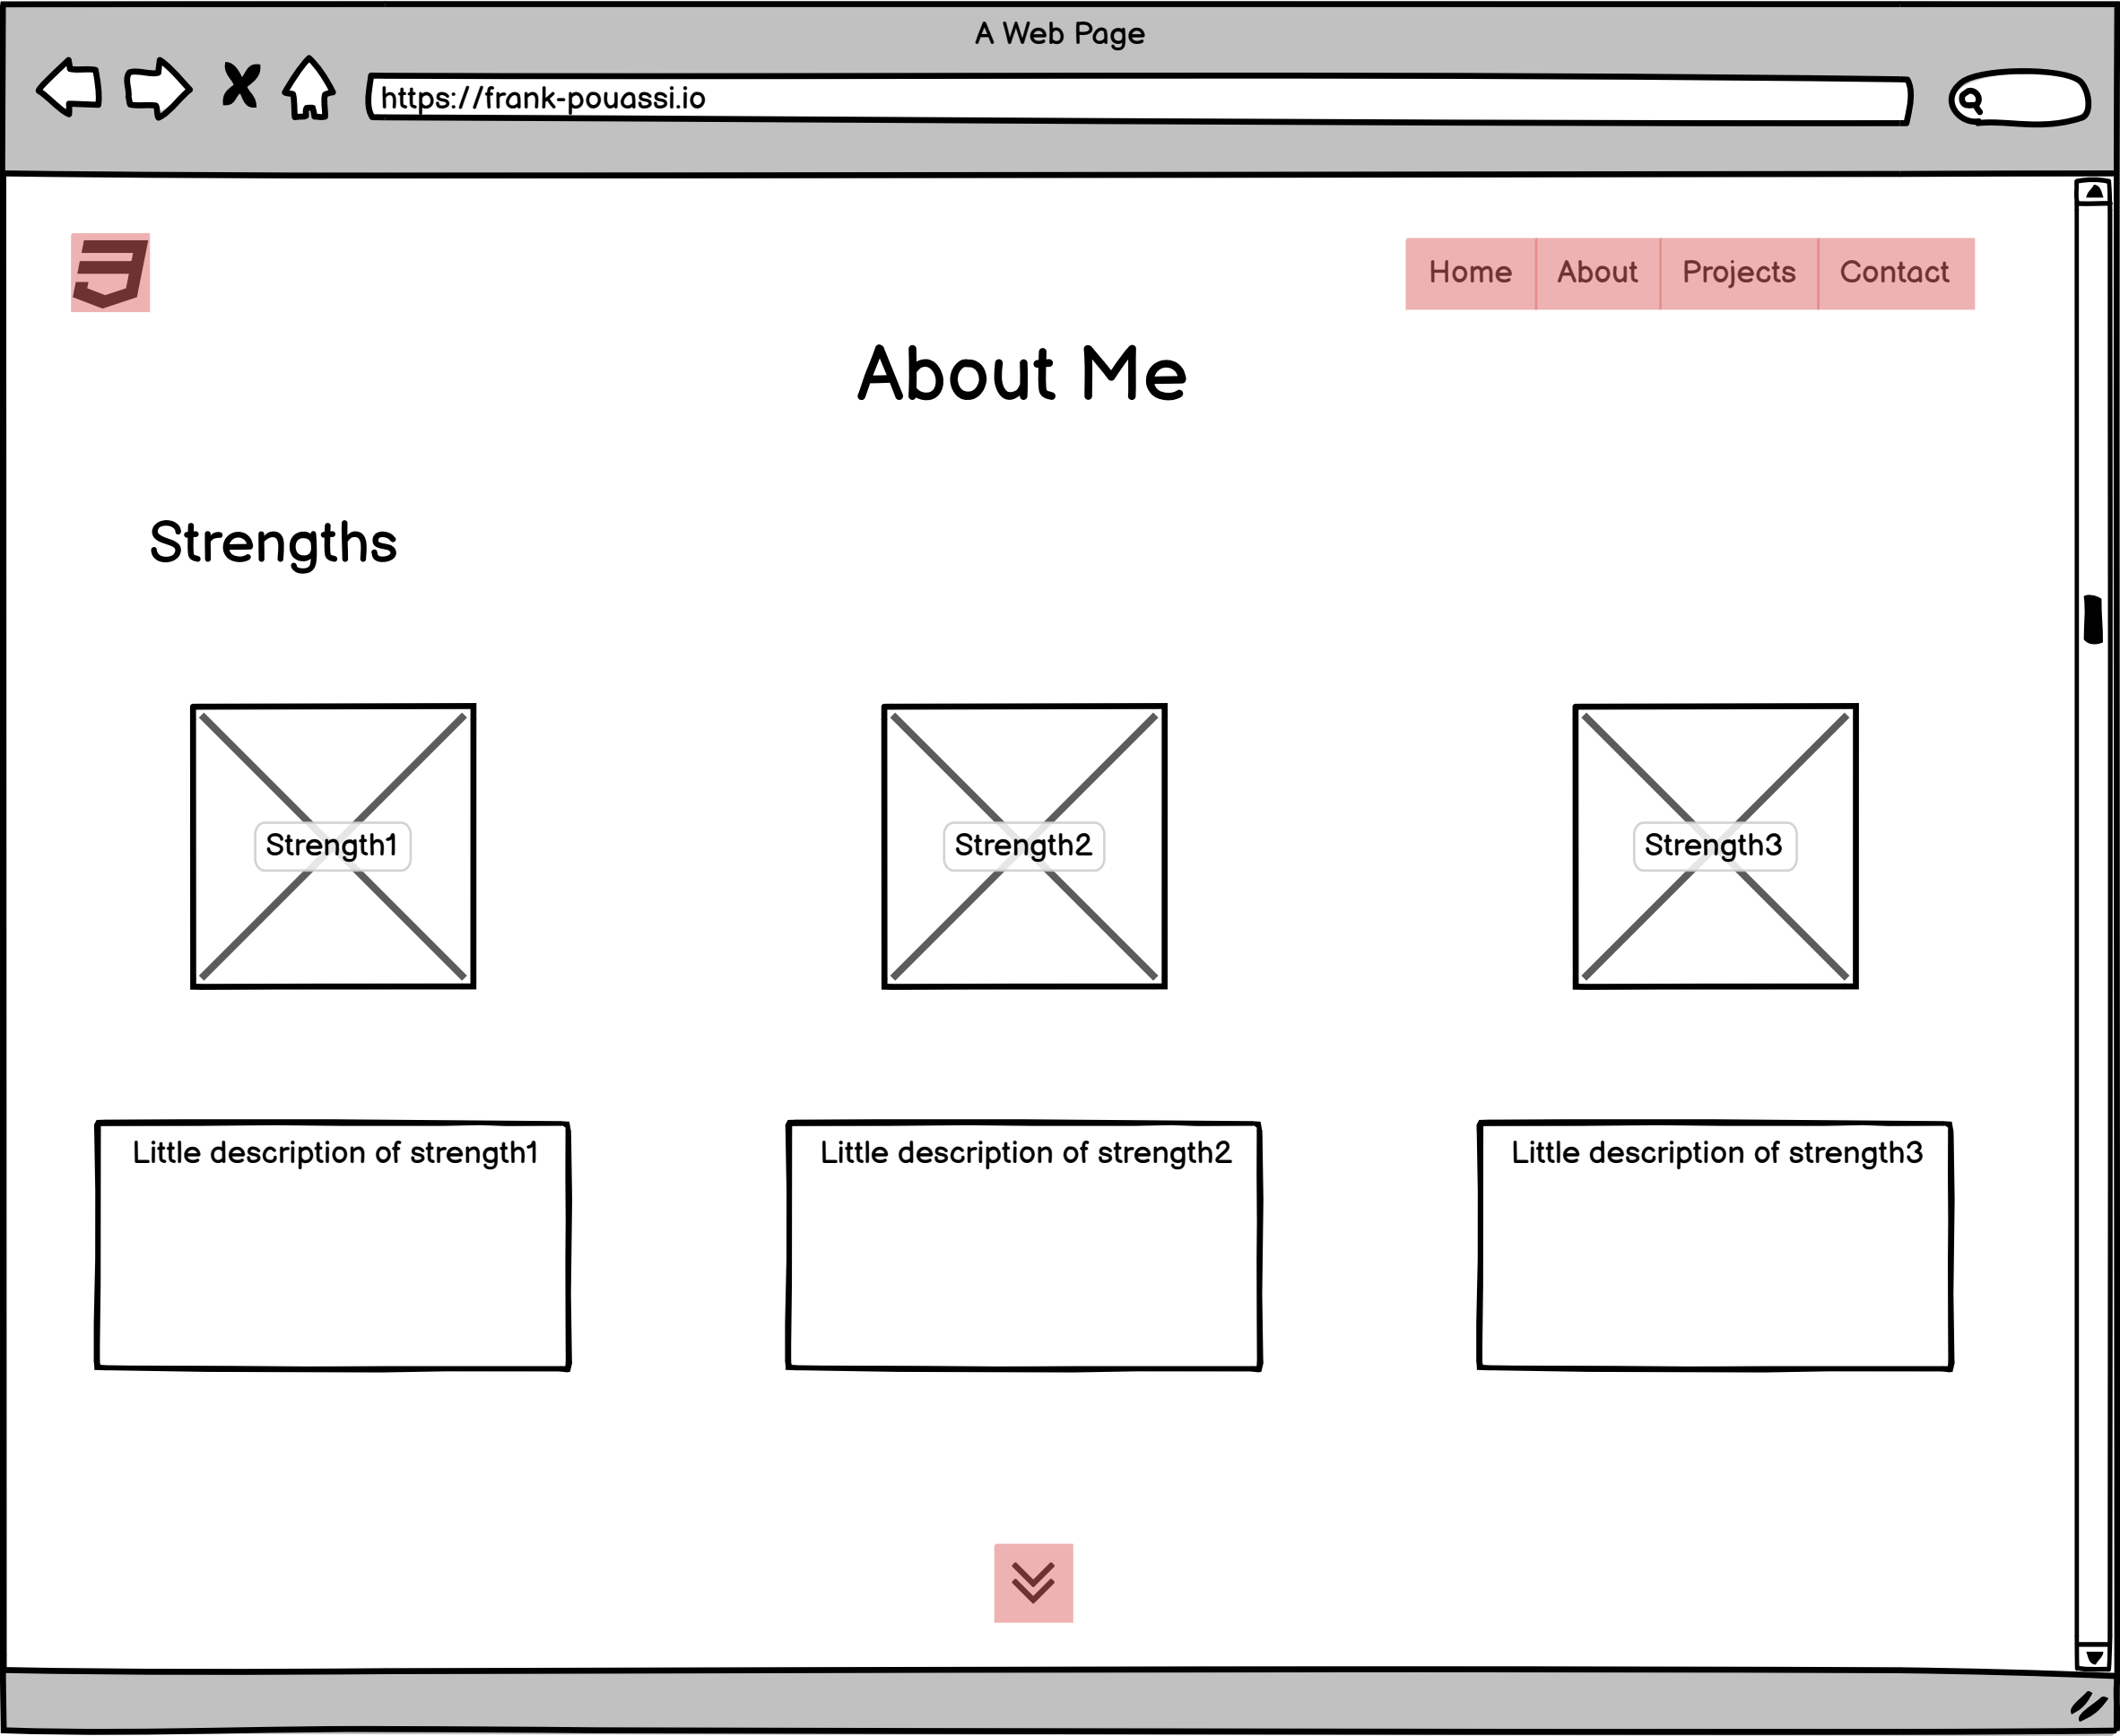 A Web Page
https://frank-pouassi.io
Home About Projects Contact
About Me
Strengths
Strength1 Strength2 Strength3
Little description of strength1 Little description of strength2 Little description of strength3